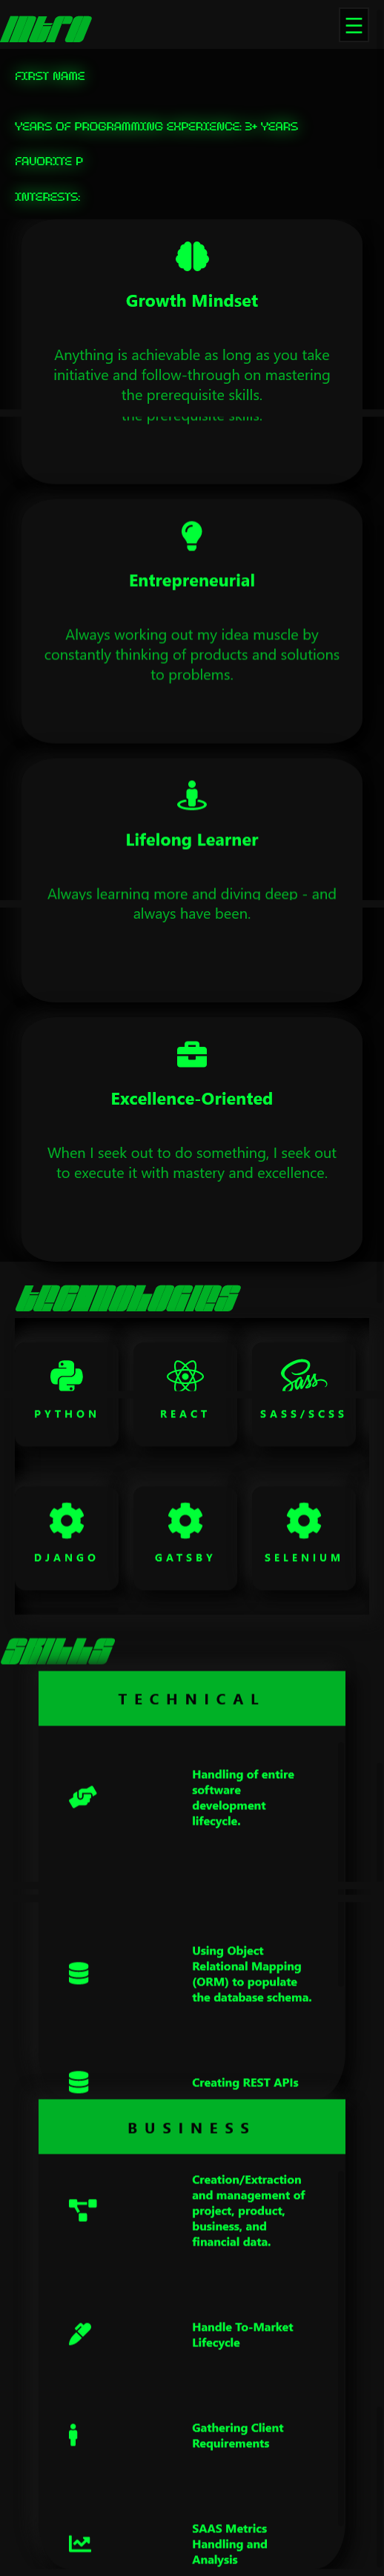 Intro
☰
FIRST NAME
YEARS OF PROGRAMMING EXPERIENCE: 3+ YEARS
FAVORITE P
INTERESTS:
Growth Mindset
Anything is achievable as long as you take
initiative and follow-through on mastering
the prerequisite skills.
the prerequisite skills.
Entrepreneurial
Always working out my idea muscle by
constantly thinking of products and solutions
to problems.
Lifelong Learner
Always learning more and diving deep - and
always have been.
Excellence-Oriented
When I seek out to do something, I seek out
to execute it with mastery and excellence.
Technologies
PYTHON REACT SASS/SCSS
DJANGO GATSBY SELENIUM
Skills
TECHNICAL
Handling of entire
software
development
lifecycle.
Using Object
Relational Mapping
(ORM) to populate
the database schema.
Creating REST APIs
BUSINESS
Creation/Extraction
and management of
project, product,
business, and
financial data.
Handle To-Market
Lifecycle
Gathering Client
Requirements
SAAS Metrics
Handling and
Analysis